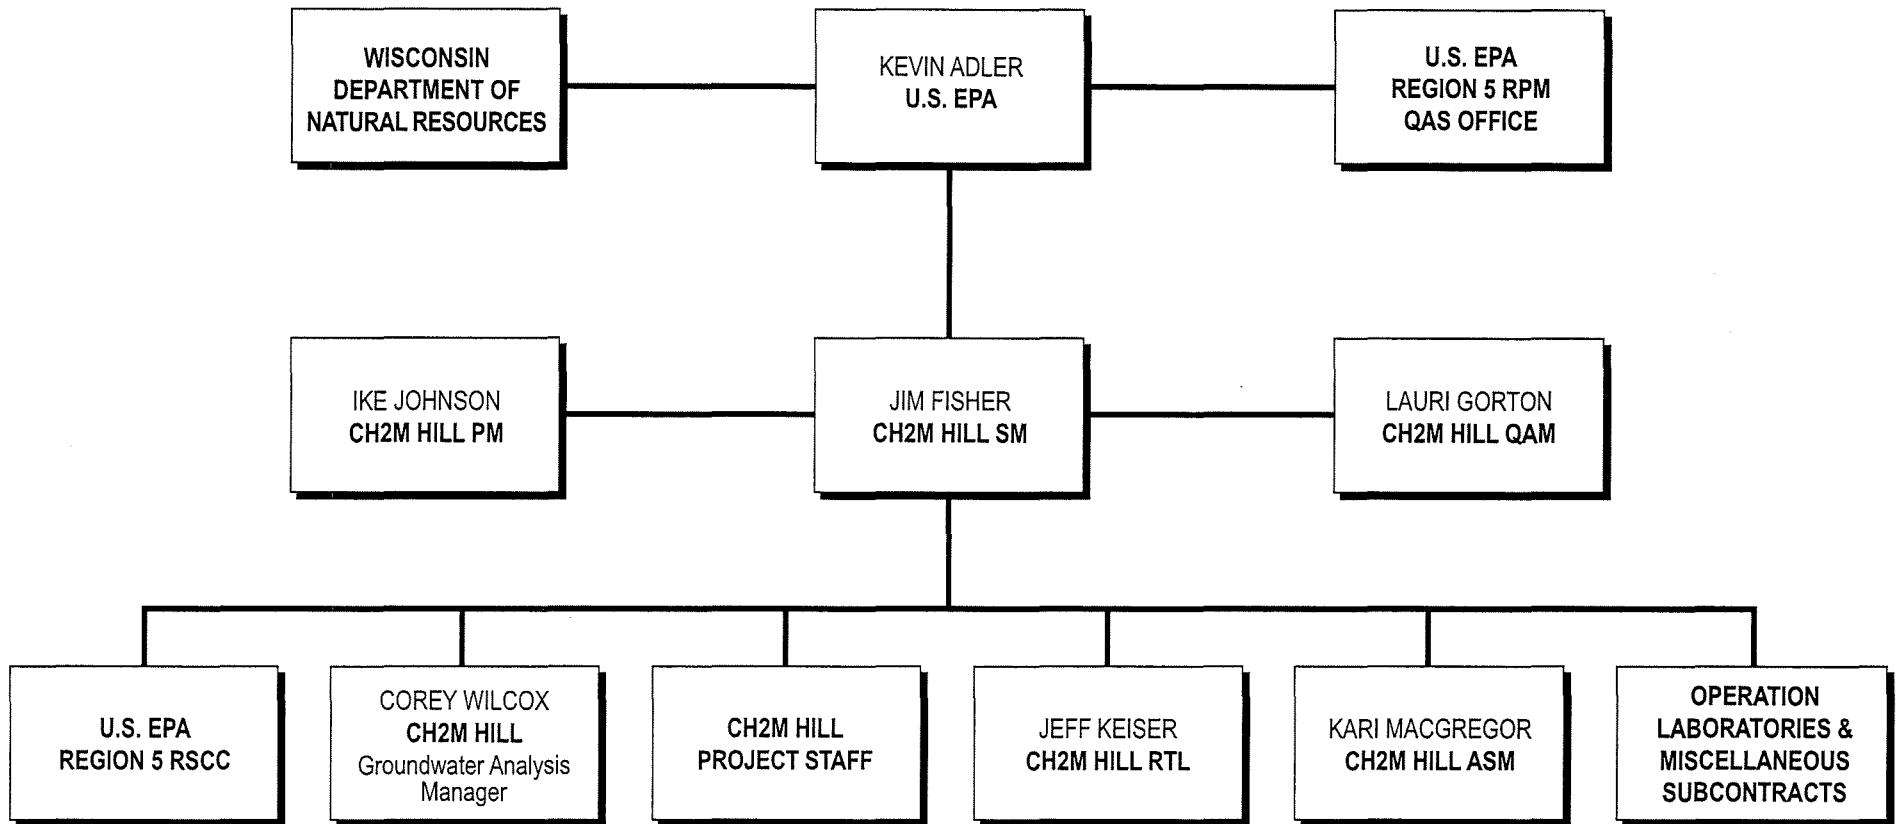 WISCONSIN
DEPARTMENT OF
NATURAL RESOURCES
KEVIN ADLER
U.S. EPA
U.S. EPA
REGION 5 RPM
QAS OFFICE
IKE JOHNSON
CH2M HILL PM
JIM FISHER
CH2M HILL SM
LAURI GORTON
CH2M HILL QAM
U.S. EPA
REGION 5 RSCC
COREY WILCOX
CH2M HILL
Groundwater Analysis
Manager
CH2M HILL
PROJECT STAFF
JEFF KEISER
CH2M HILL RTL
KARI MACGREGOR
CH2M HILL ASM
OPERATION
LABORATORIES &
MISCELLANEOUS
SUBCONTRACTS